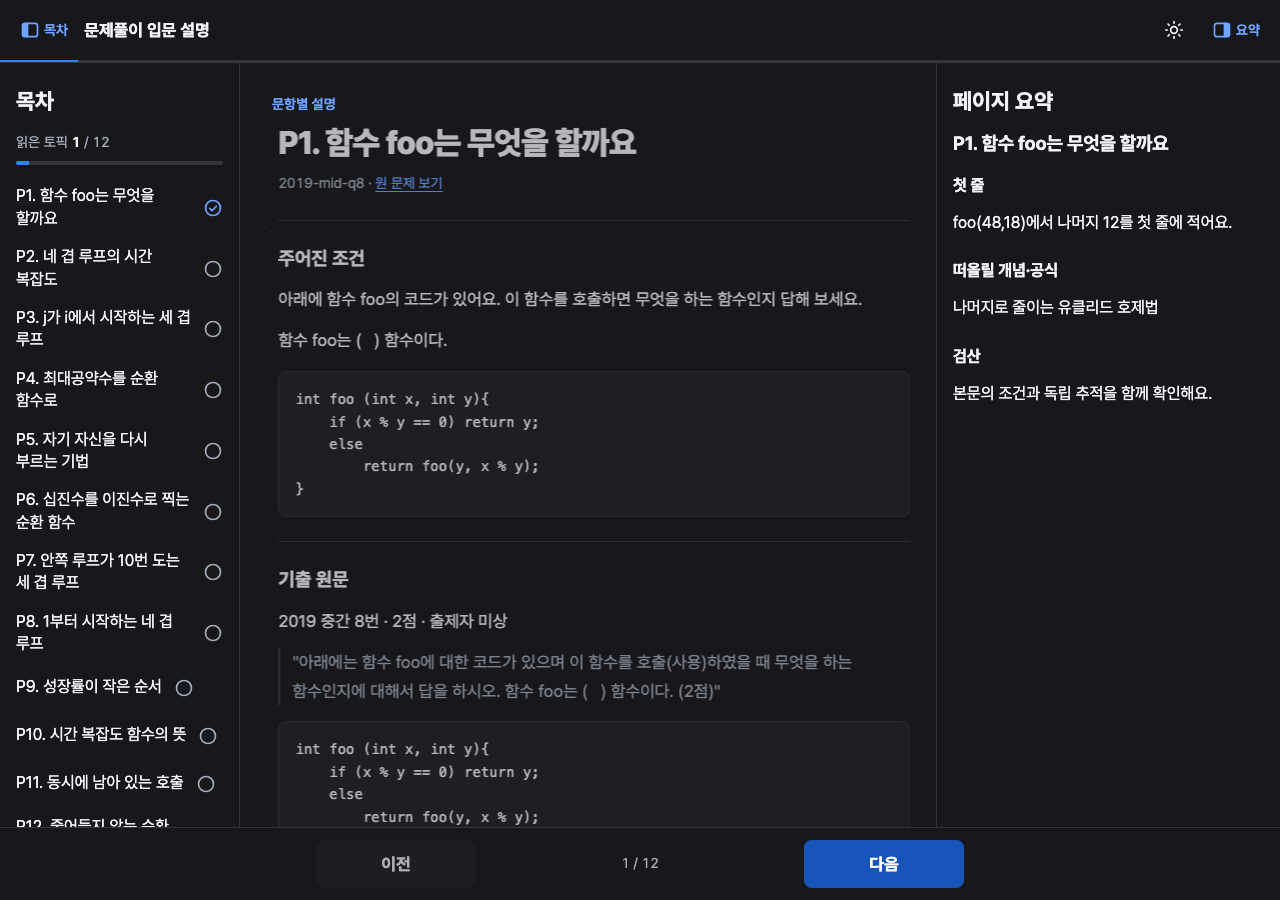 목차
문제풀이 입문 설명
요약
목차
읽은 토픽 1 / 12
P1. 함수 foo는 무엇을
할까요
P2. 네 겹 루프의 시간
복잡도
P3. j가 i에서 시작하는 세 겹
루프
P4. 최대공약수를 순환
함수로
P5. 자기 자신을 다시
부르는 기법
P6. 십진수를 이진수로 찍는
순환 함수
P7. 안쪽 루프가 10번 도는
세 겹 루프
P8. 1부터 시작하는 네 겹
루프
P9. 성장률이 작은 순서
P10. 시간 복잡도 함수의 뜻
P11. 동시에 남아 있는 호출
P12. 줄어들지 않는 순환
문항별 설명
P1. 함수 foo는 무엇을 할까요
2019-mid-q8 · 원 문제 보기
주어진 조건
아래에 함수 foo의 코드가 있어요. 이 함수를 호출하면 무엇을 하는 함수인지 답해 보세요.
함수 foo는 (   ) 함수이다.
int foo (int x, int y){
    if (x % y == 0) return y;
    else
        return foo(y, x % y);
}
기출 원문
2019 중간 8번 · 2점 · 출제자 미상
"아래에는 함수 foo에 대한 코드가 있으며 이 함수를 호출(사용)하였을 때 무엇을 하는
함수인지에 대해서 답을 하시오. 함수 foo는 (   ) 함수이다. (2점)"
int foo (int x, int y){
    if (x % y == 0) return y;
    else
        return foo(y, x % y);
페이지 요약
P1. 함수 foo는 무엇을 할까요
첫 줄
foo(48,18)에서 나머지 12를 첫 줄에 적어요.
떠올릴 개념·공식
나머지로 줄이는 유클리드 호제법
검산
본문의 조건과 독립 추적을 함께 확인해요.
이전
1 / 12
다음